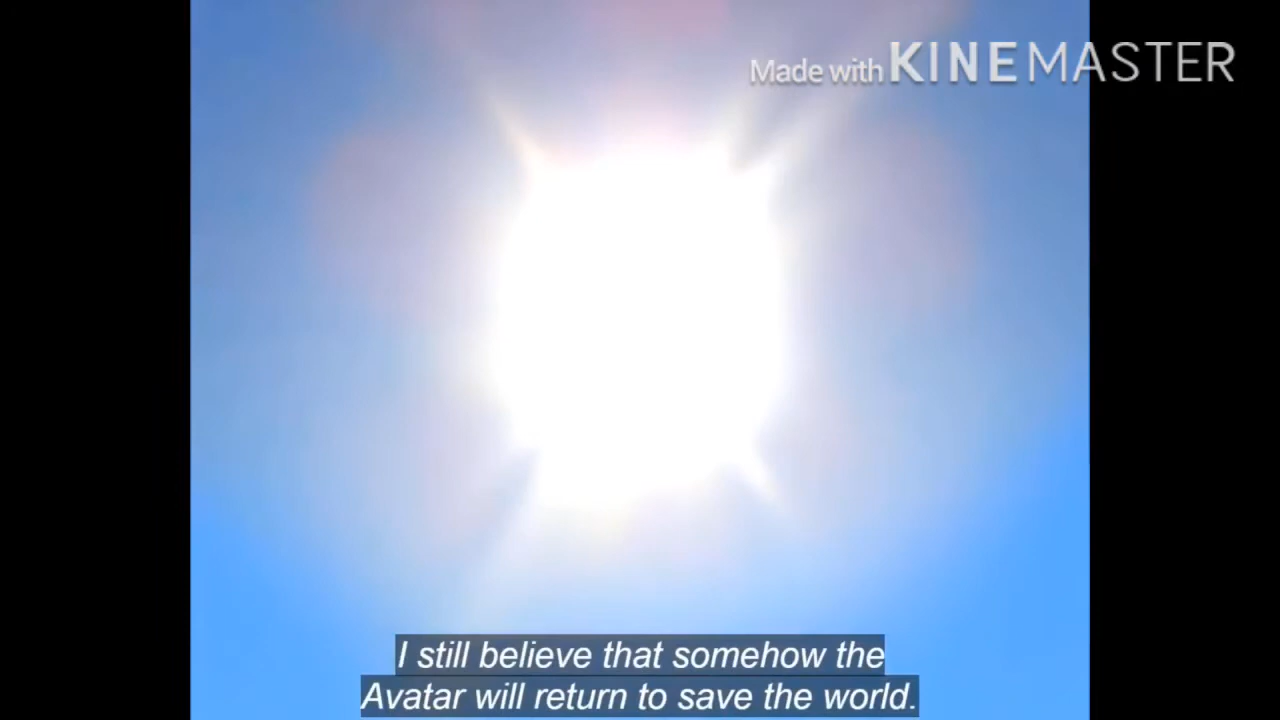 Made with KINEMASTER
I still believe that somehow the
Avatar will return to save the world.